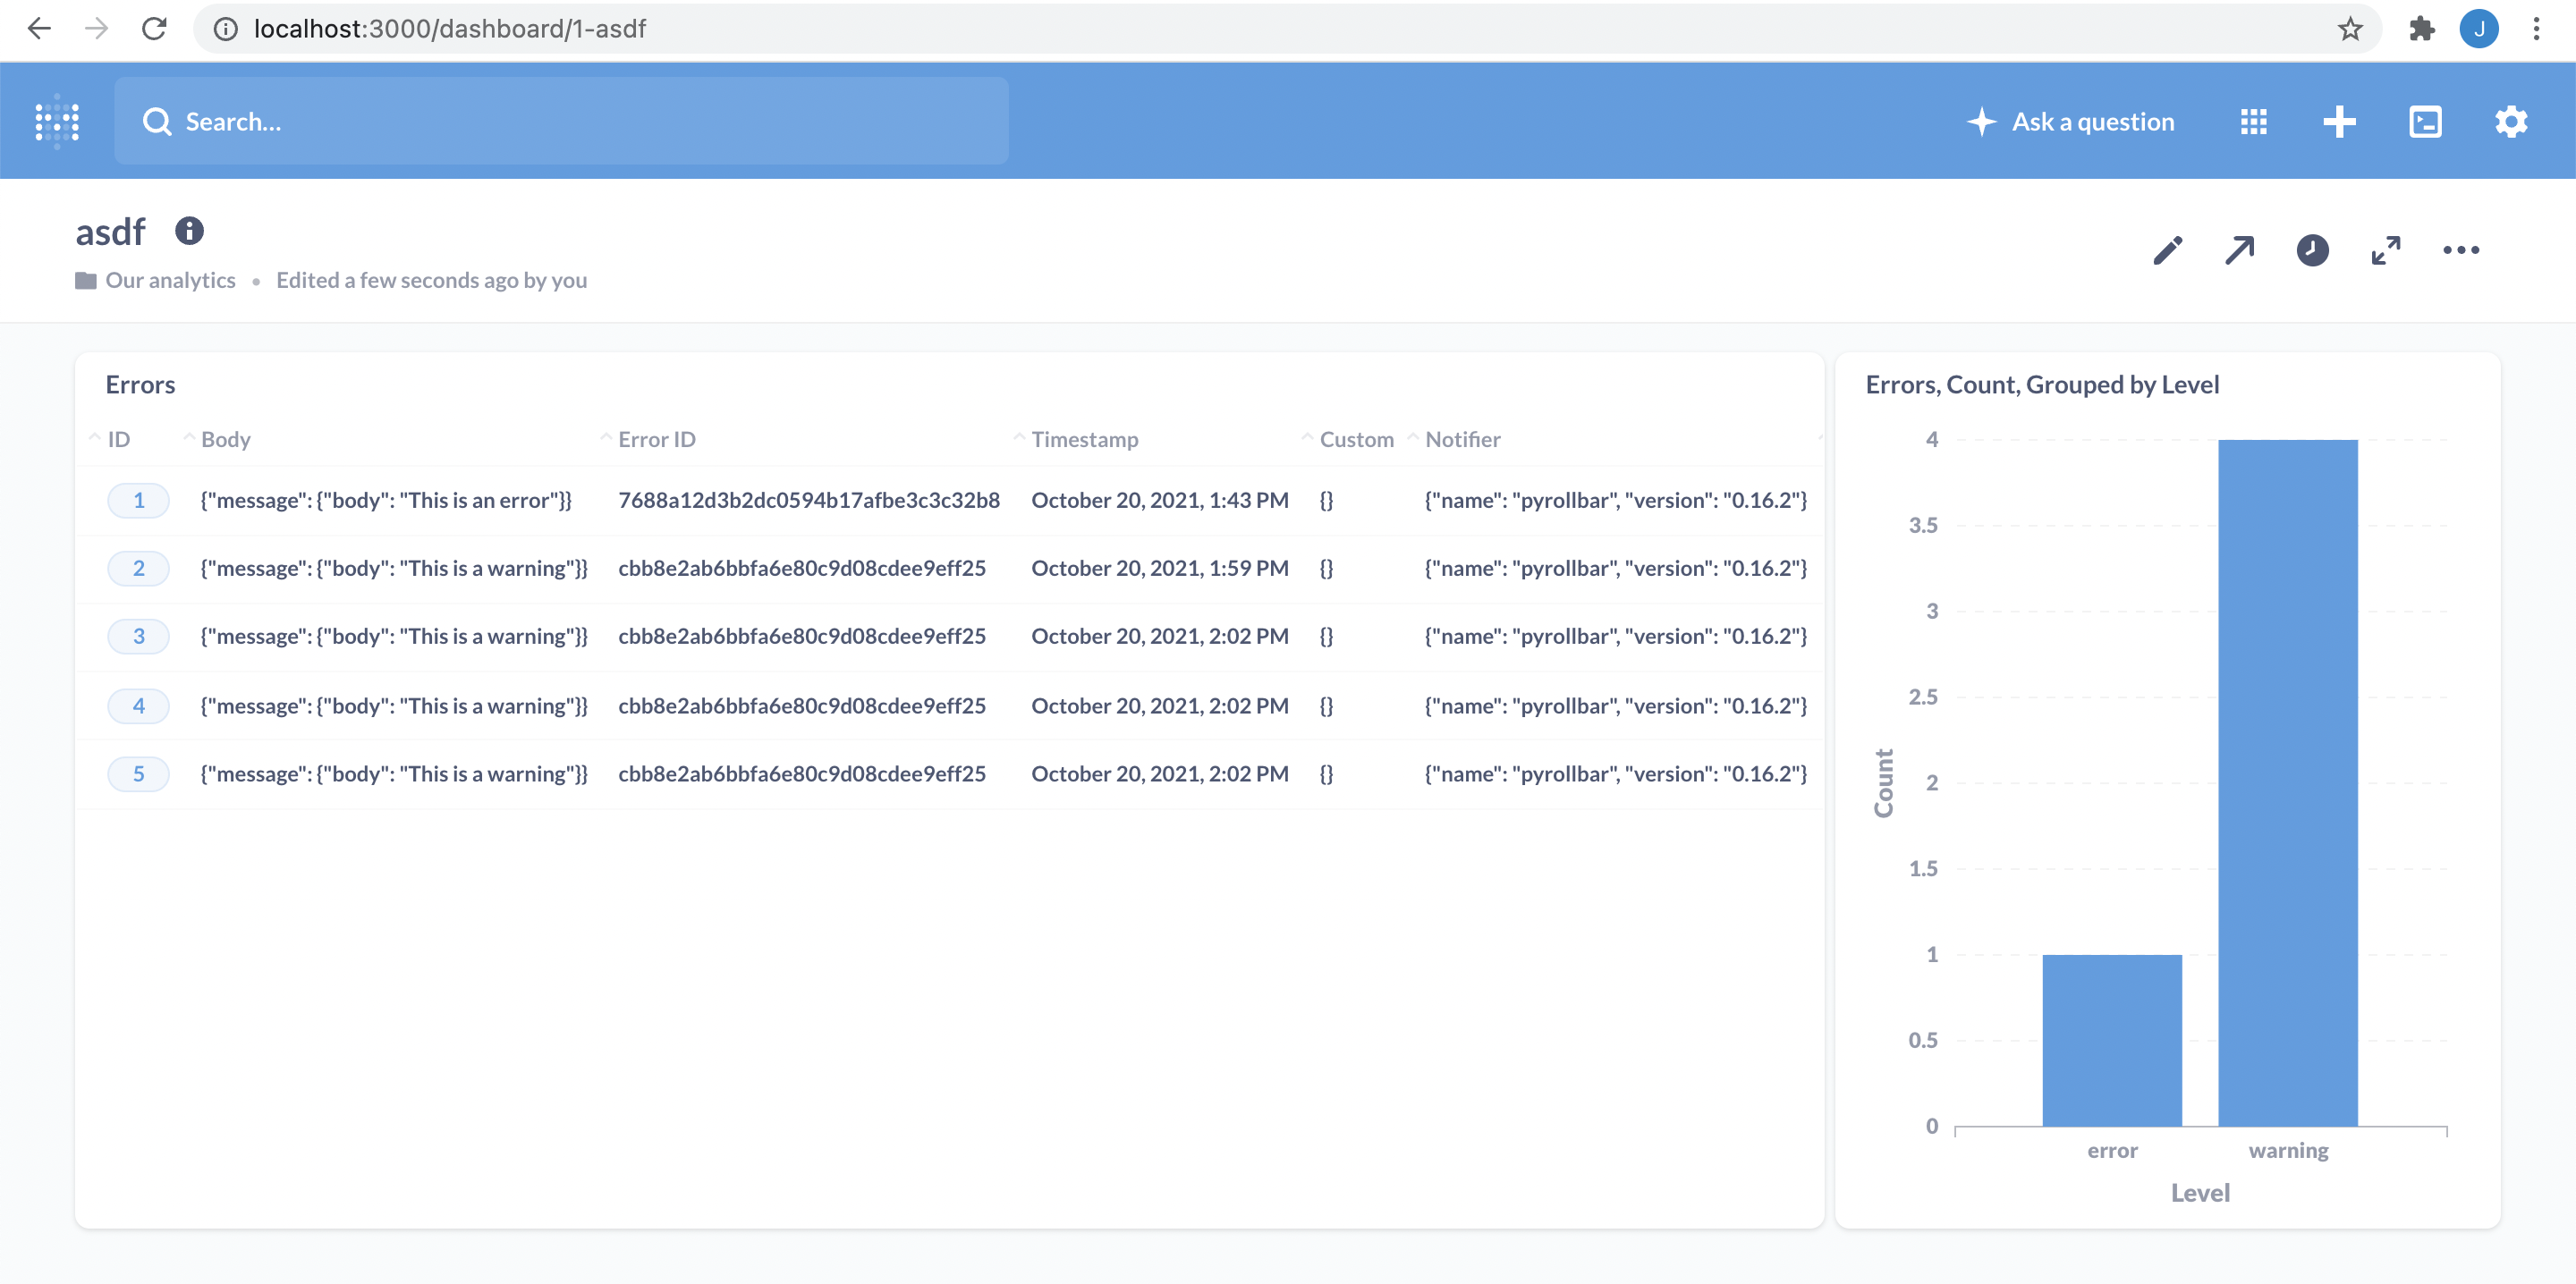 localhost:3000/dashboard/1-asdf
J
Search...
Ask a question
asdf
Our analytics • Edited a few seconds ago by you
Errors
ID Body Error ID Timestamp Custom Notifier
1 {"message": {"body": "This is an error"}} 7688a12d3b2dc0594b17afbe3c3c32b8 October 20, 2021, 1:43 PM {} {"name": "pyrollbar", "version": "0.16.2"}
2 {"message": {"body": "This is a warning"}} cbb8e2ab6bbfa6e80c9d08cdee9eff25 October 20, 2021, 1:59 PM {} {"name": "pyrollbar", "version": "0.16.2"}
3 {"message": {"body": "This is a warning"}} cbb8e2ab6bbfa6e80c9d08cdee9eff25 October 20, 2021, 2:02 PM {} {"name": "pyrollbar", "version": "0.16.2"}
4 {"message": {"body": "This is a warning"}} cbb8e2ab6bbfa6e80c9d08cdee9eff25 October 20, 2021, 2:02 PM {} {"name": "pyrollbar", "version": "0.16.2"}
5 {"message": {"body": "This is a warning"}} cbb8e2ab6bbfa6e80c9d08cdee9eff25 October 20, 2021, 2:02 PM {} {"name": "pyrollbar", "version": "0.16.2"}
Errors, Count, Grouped by Level
4
3.5
3
2.5
2
1.5
1
0.5
0
Count
error warning
Level